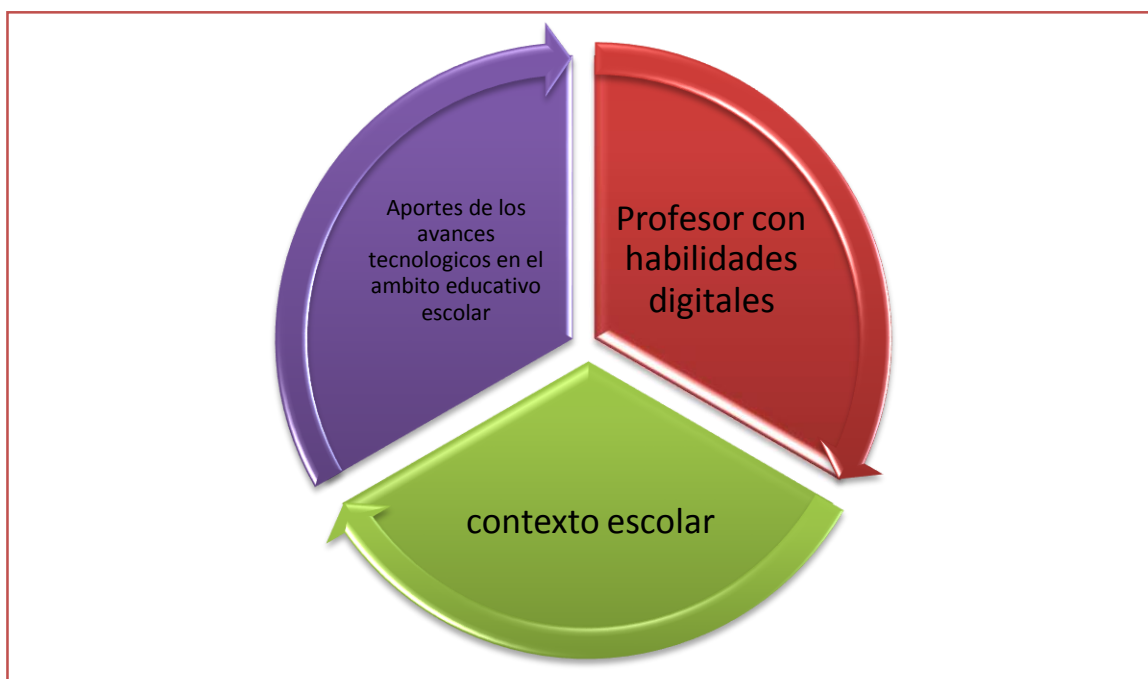 Aportes de los
avances
tecnologicos en el
ambito educativo
escolar
Profesor con
habilidades
digitales
contexto escolar